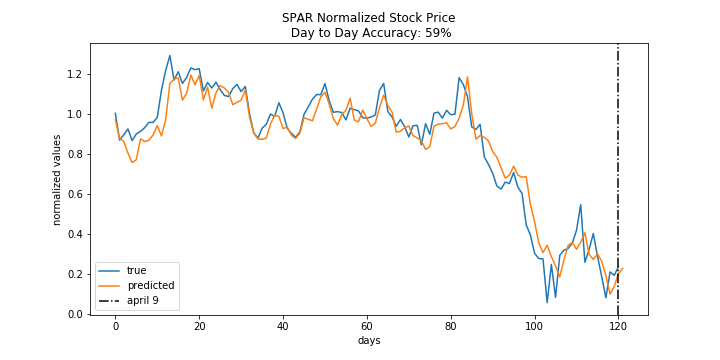 SPAR Normalized Stock Price
Day to Day Accuracy: 59%
normalized values
1.2
1.0
0.8
0.6
0.4
0.2
0.0
true
predicted
april 9
0 20 40 60 80 100 120
days